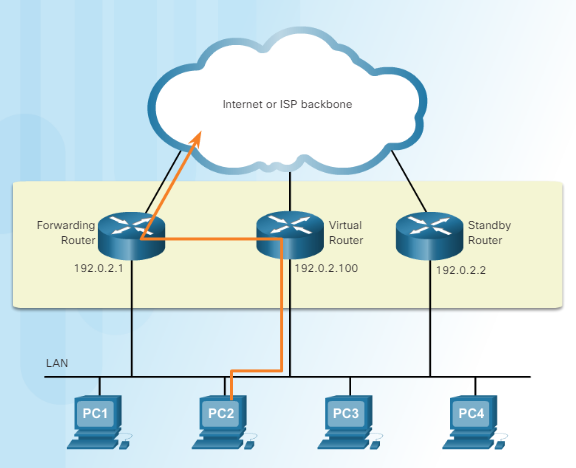 Internet or ISP backbone
Forwarding
Router
192.0.2.1
Virtual
Router
192.0.2.100
Standby
Router
192.0.2.2
LAN
PC1
PC2
PC3
PC4